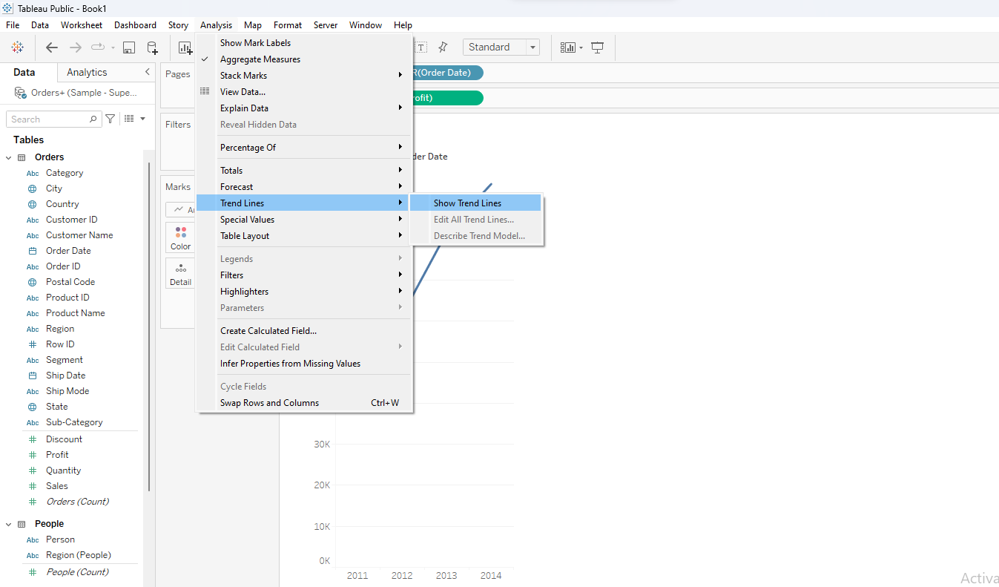 Tableau Public - Book1
File Data Worksheet Dashboard Story Analysis Map Format Server Window Help
Standard
Data Analytics
Orders+ (Sample - Supe...
Search
Tables
Orders
Abc Category
City
Country
Abc Customer ID
Abc Customer Name
Order Date
Abc Order ID
Postal Code
Abc Product ID
Abc Product Name
Abc Region
Row ID
Abc Segment
Ship Date
Abc Ship Mode
State
Abc Sub-Category
Discount
Profit
Quantity
Sales
Orders (Count)
People
Abc Person
Abc Region (People)
People (Count)
Pages
Filters
Marks
Au
Color
Detail
Show Mark Labels
Aggregate Measures
Stack Marks
View Data...
Explain Data
Reveal Hidden Data
Percentage Of
Totals
Forecast
Trend Lines
Special Values
Table Layout
Legends
Filters
Highlighters
Parameters
Create Calculated Field...
Edit Calculated Field
Infer Properties from Missing Values
Cycle Fields
Swap Rows and Columns Ctrl+W
Show Trend Lines
Edit All Trend Lines...
Describe Trend Model...
R(Order Date)
rofit)
der Date
30K
20K
10K
0K
2011 2012 2013 2014
Activa